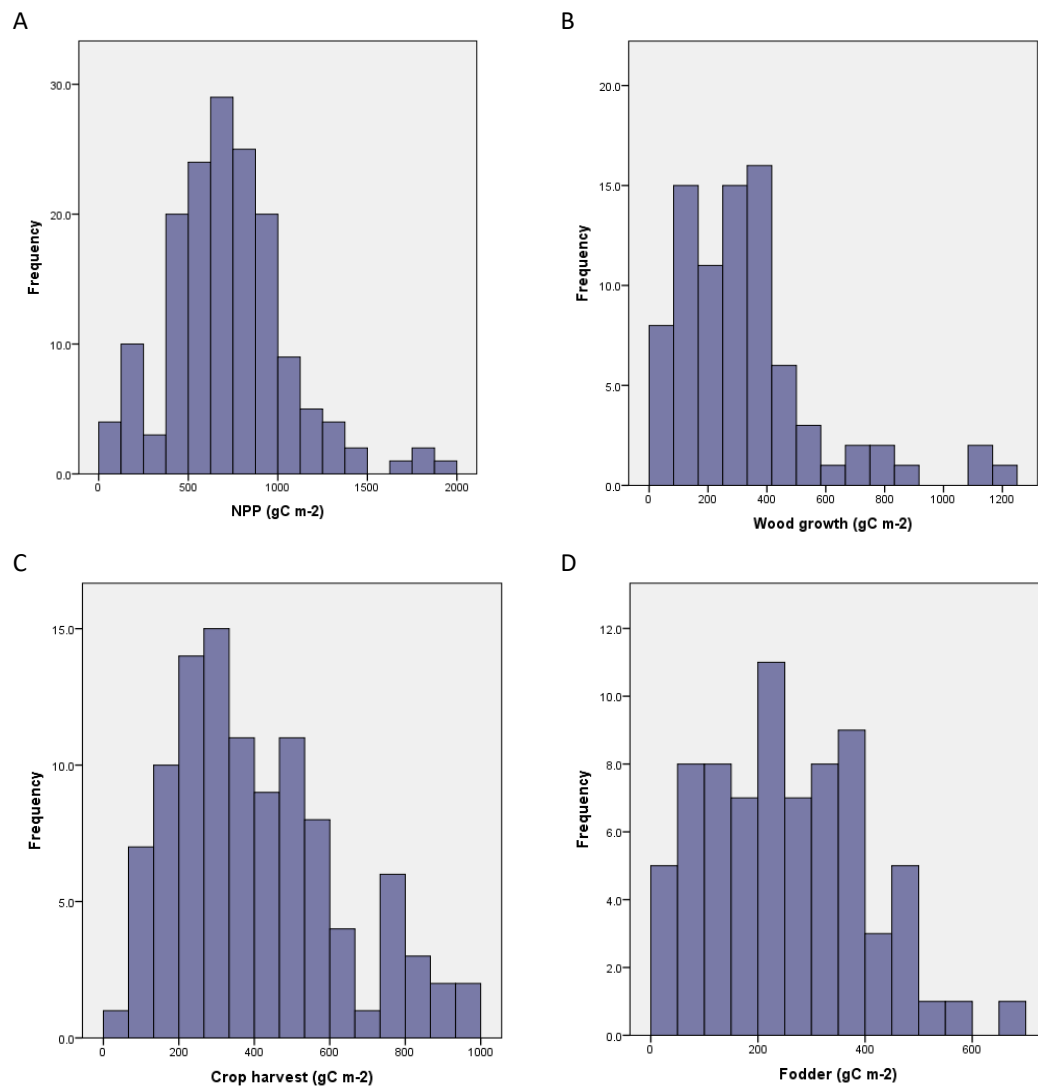 A
30.0
20.0
10.0
0.0
Frequency
0 500 1000 1500 2000
NPP (gC m-2)
B
20.0
15.0
10.0
5.0
0.0
Frequency
0 200 400 600 800 1000 1200
Wood growth (gC m-2)
C
15.0
10.0
5.0
0.0
Frequency
0 200 400 600 800 1000
Crop harvest (gC m-2)
D
12.0
10.0
8.0
6.0
4.0
2.0
0.0
Frequency
0 200 400 600
Fodder (gC m-2)